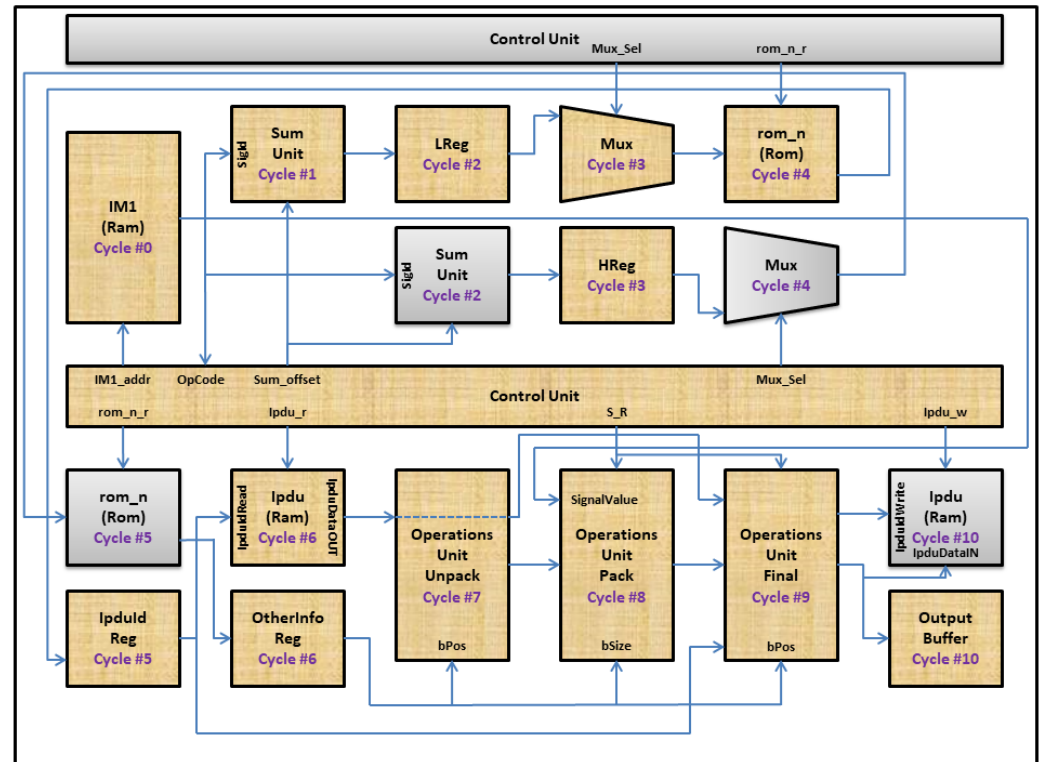 Control Unit
Mux_Sel
rom_n_r
SigId
Sum
Unit
Cycle #1
LReg
Cycle #2
Mux
Cycle #3
rom_n
(Rom)
Cycle #4
IM1
(Ram)
Cycle #0
SigId
Sum
Unit
Cycle #2
HReg
Cycle #3
Mux
Cycle #4
IM1_addr
OpCode
Sum_offset
Mux_Sel
Control Unit
rom_n_r
Ipdu_r
S_R
Ipdu_w
rom_n
(Rom)
Cycle #5
IpduIdRead
Ipdu
(Ram)
Cycle #6
IpduDataOUT
Operations
Unit
Unpack
Cycle #7
bPos
SignalValue
Operations
Unit
Pack
Cycle #8
bSize
Operations
Unit
Final
Cycle #9
bPos
IpduIdWrite
Ipdu
(Ram)
Cycle #10
IpduDataIN
IpduId
Reg
Cycle #5
OtherInfo
Reg
Cycle #6
Output
Buffer
Cycle #10